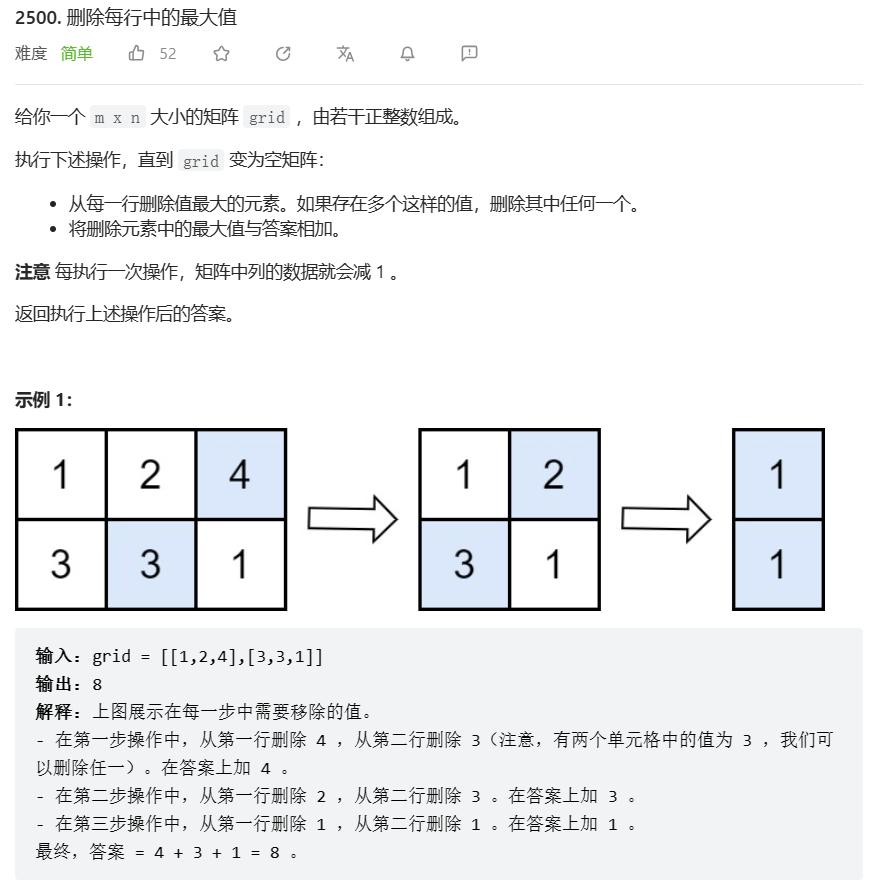 2500. 删除每行中的最大值
难度 简单 52
给你一个 m x n 大小的矩阵 grid ，由若干正整数组成。
执行下述操作，直到 grid 变为空矩阵：
• 从每一行删除值最大的元素。如果存在多个这样的值，删除其中任何一个。
• 将删除元素中的最大值与答案相加。
注意 每执行一次操作，矩阵中列的数据就会减 1 。
返回执行上述操作后的答案。
示例 1：
1 2 4 1 2 1
3 3 1 3 1 1
输入：grid = [[1,2,4],[3,3,1]]
输出：8
解释：上图展示在每一步中需要移除的值。
- 在第一步操作中，从第一行删除 4 ，从第二行删除 3（注意，有两个单元格中的值为 3 ，我们可
以删除任一）。在答案上加 4 。
- 在第二步操作中，从第一行删除 2 ，从第二行删除 3 。在答案上加 3 。
- 在第三步操作中，从第一行删除 1 ，从第二行删除 1 。在答案上加 1 。
最终，答案 = 4 + 3 + 1 = 8 。